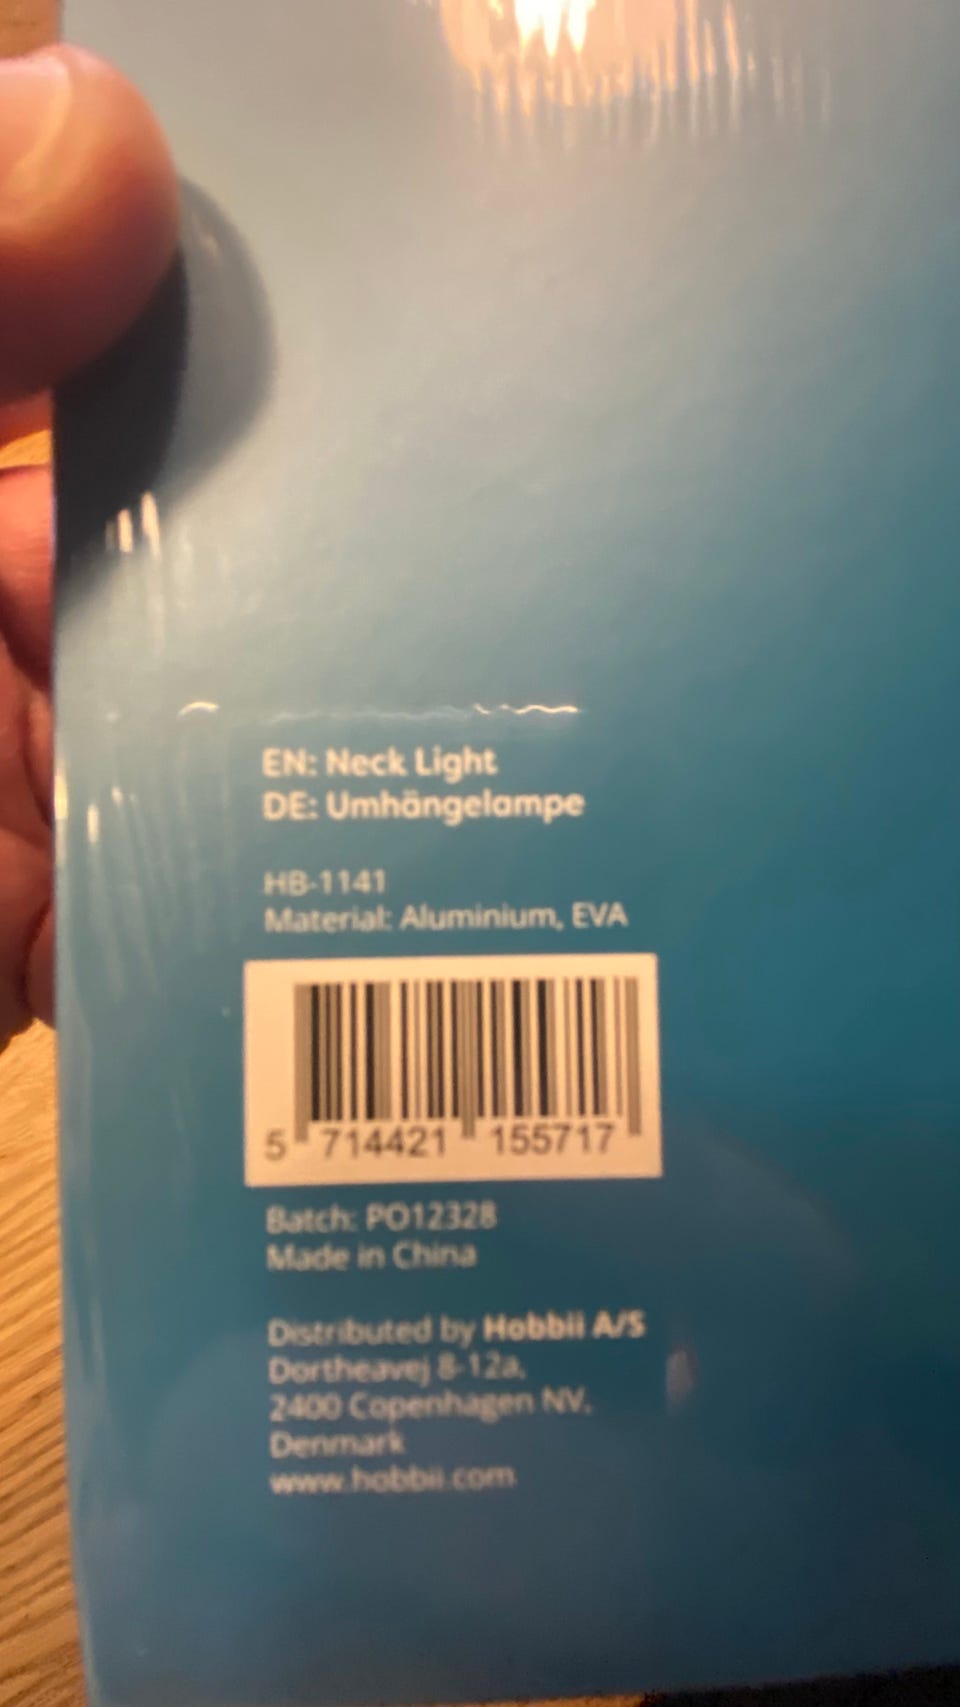 EN: Neck Light
DE: Umhängelampe
HB-1141
Material: Aluminium, EVA
5 714421 155717
Batch: PO12328
Made in China
Distributed by Hobbii A/S
Dortheavej 8-12a,
2400 Copenhagen NV,
Denmark
www.hobbii.com